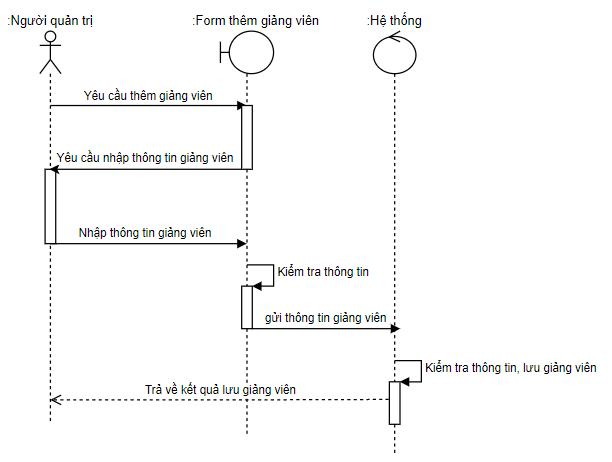 :Người quản trị
:Form thêm giảng viên
:Hệ thống
Yêu cầu thêm giảng viên
Yêu cầu nhập thông tin giảng viên
Nhập thông tin giảng viên
Kiểm tra thông tin
gửi thông tin giảng viên
Kiểm tra thông tin, lưu giảng viên
Trả về kết quả lưu giảng viên